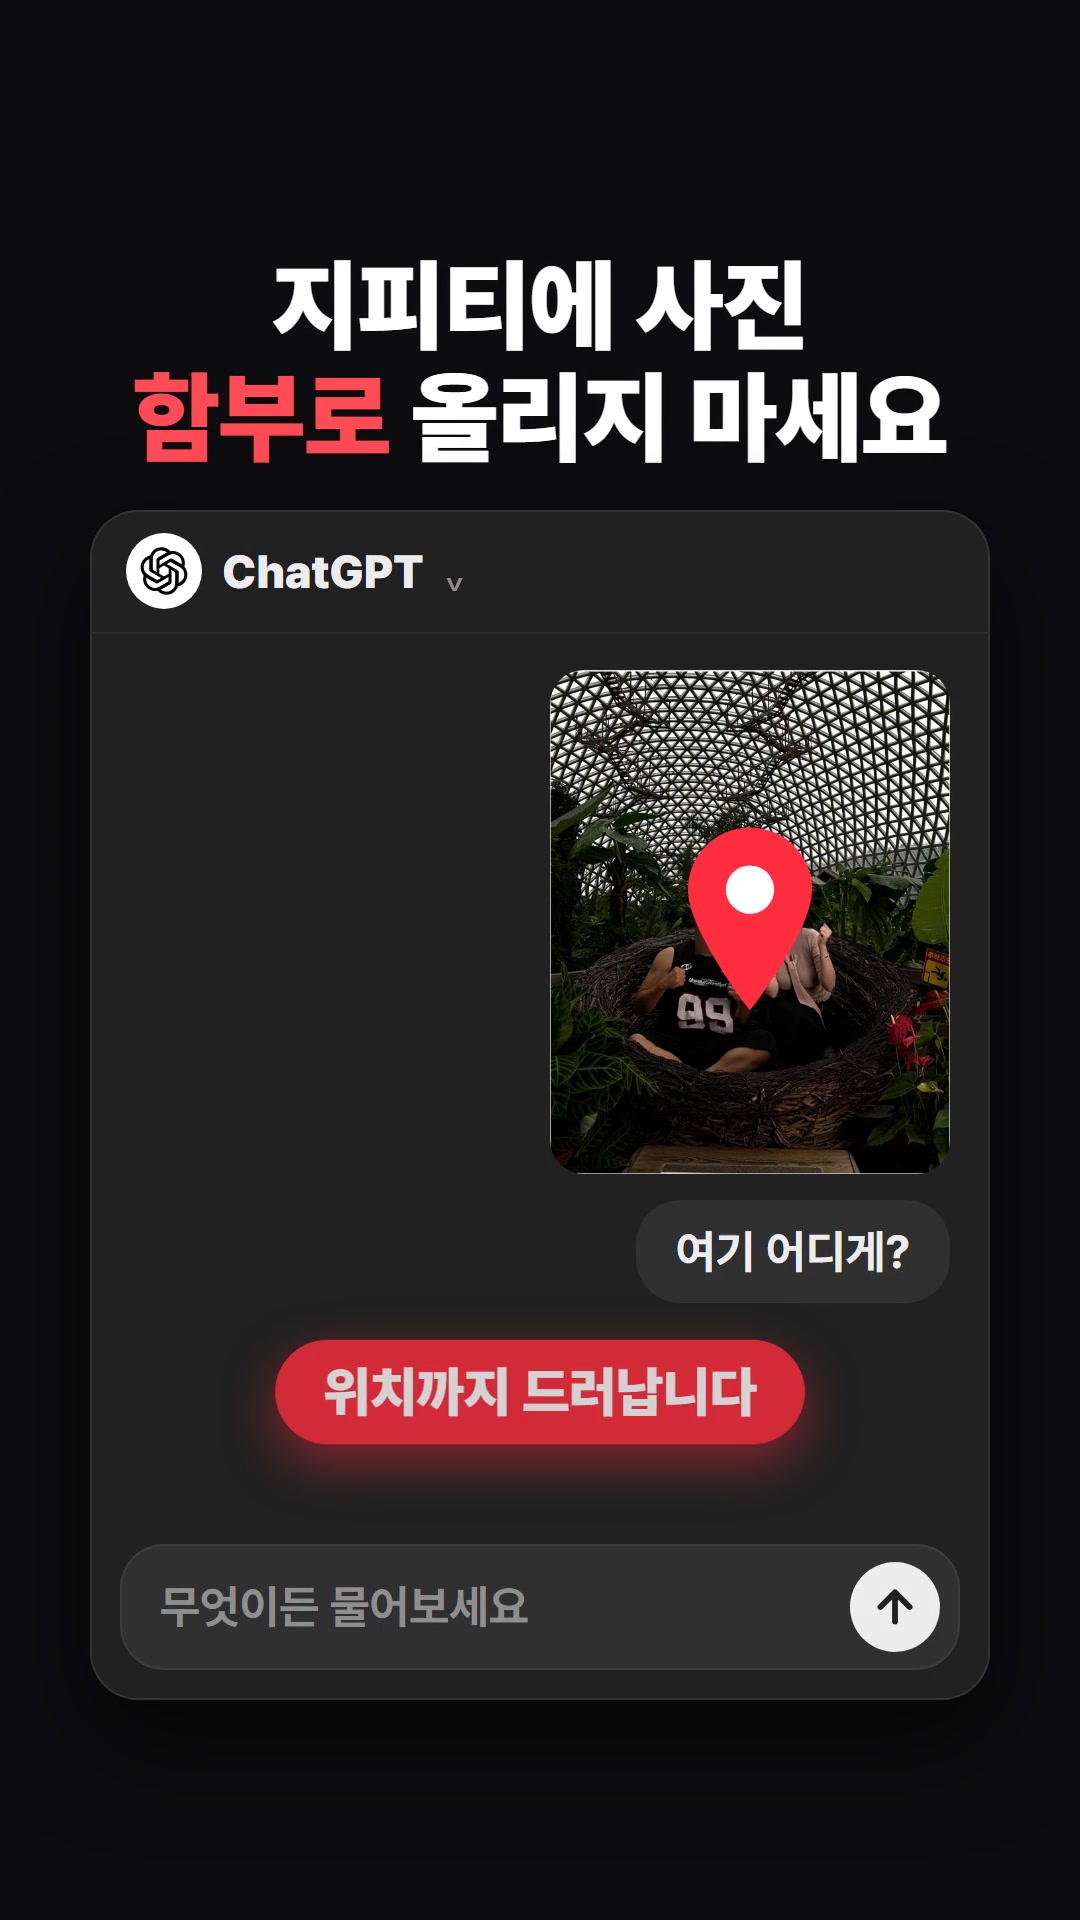 지피티에 사진
함부로 올리지 마세요
ChatGPT
99
여기 어디게?
위치까지 드러납니다
무엇이든 물어보세요